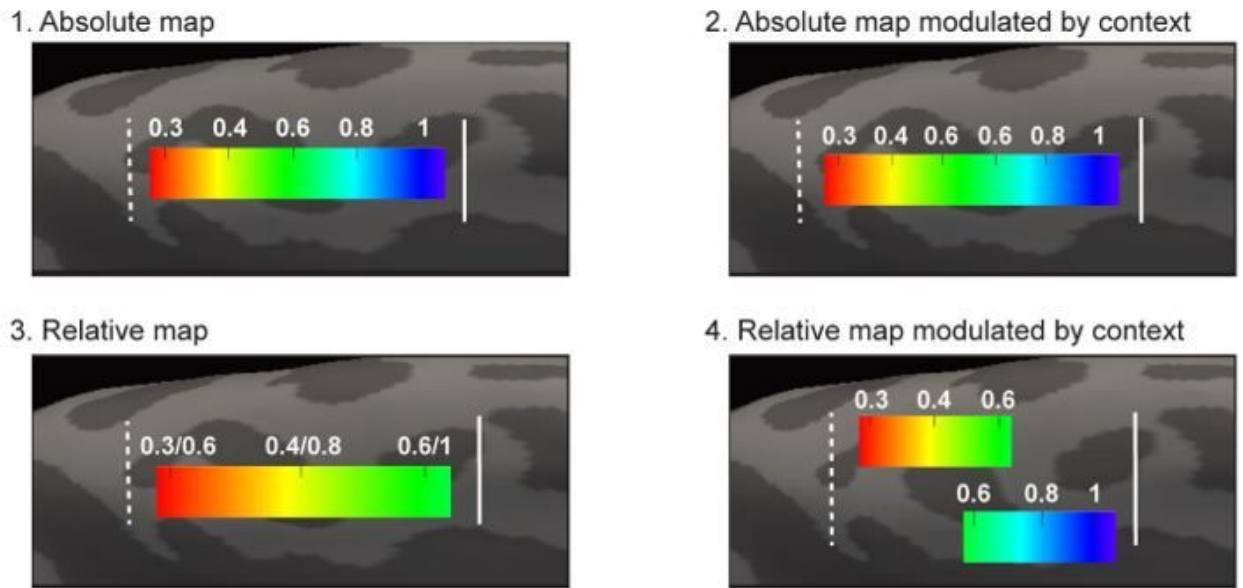 1. Absolute map
0.3 0.4 0.6 0.8 1
2. Absolute map modulated by context
0.3 0.4 0.6 0.6 0.8 1
3. Relative map
0.3/0.6 0.4/0.8 0.6/1
4. Relative map modulated by context
0.3 0.4 0.6
0.6 0.8 1